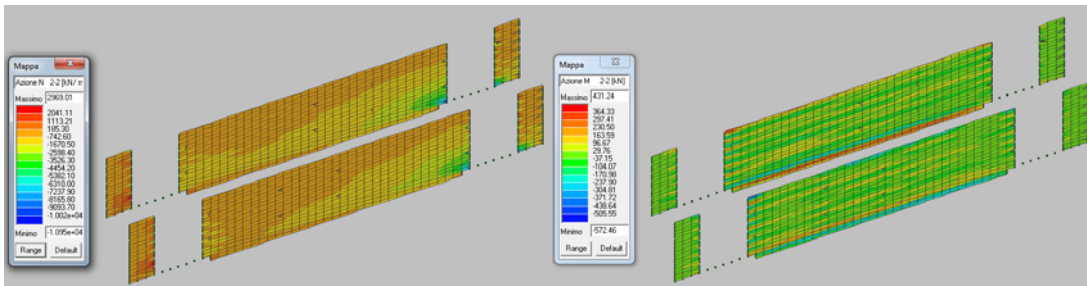 Mappa
Azione N 2-2 [kN/ m
Massimo 2969.01
2041.11
1113.21
185.30
-742.60
-1670.50
-2598.40
-3526.30
-4454.20
-5382.10
-6310.00
-7237.90
-8165.80
-9093.70
-1.002e+04
Minimo -1.095e+04
Range Default
Mappa
Azione M 2-2 [kN]
Massimo 431.24
364.33
297.41
230.50
163.59
96.67
29.76
-37.15
-104.07
-170.98
-237.90
-304.81
-371.72
-438.64
-505.55
Minimo -572.46
Range Default